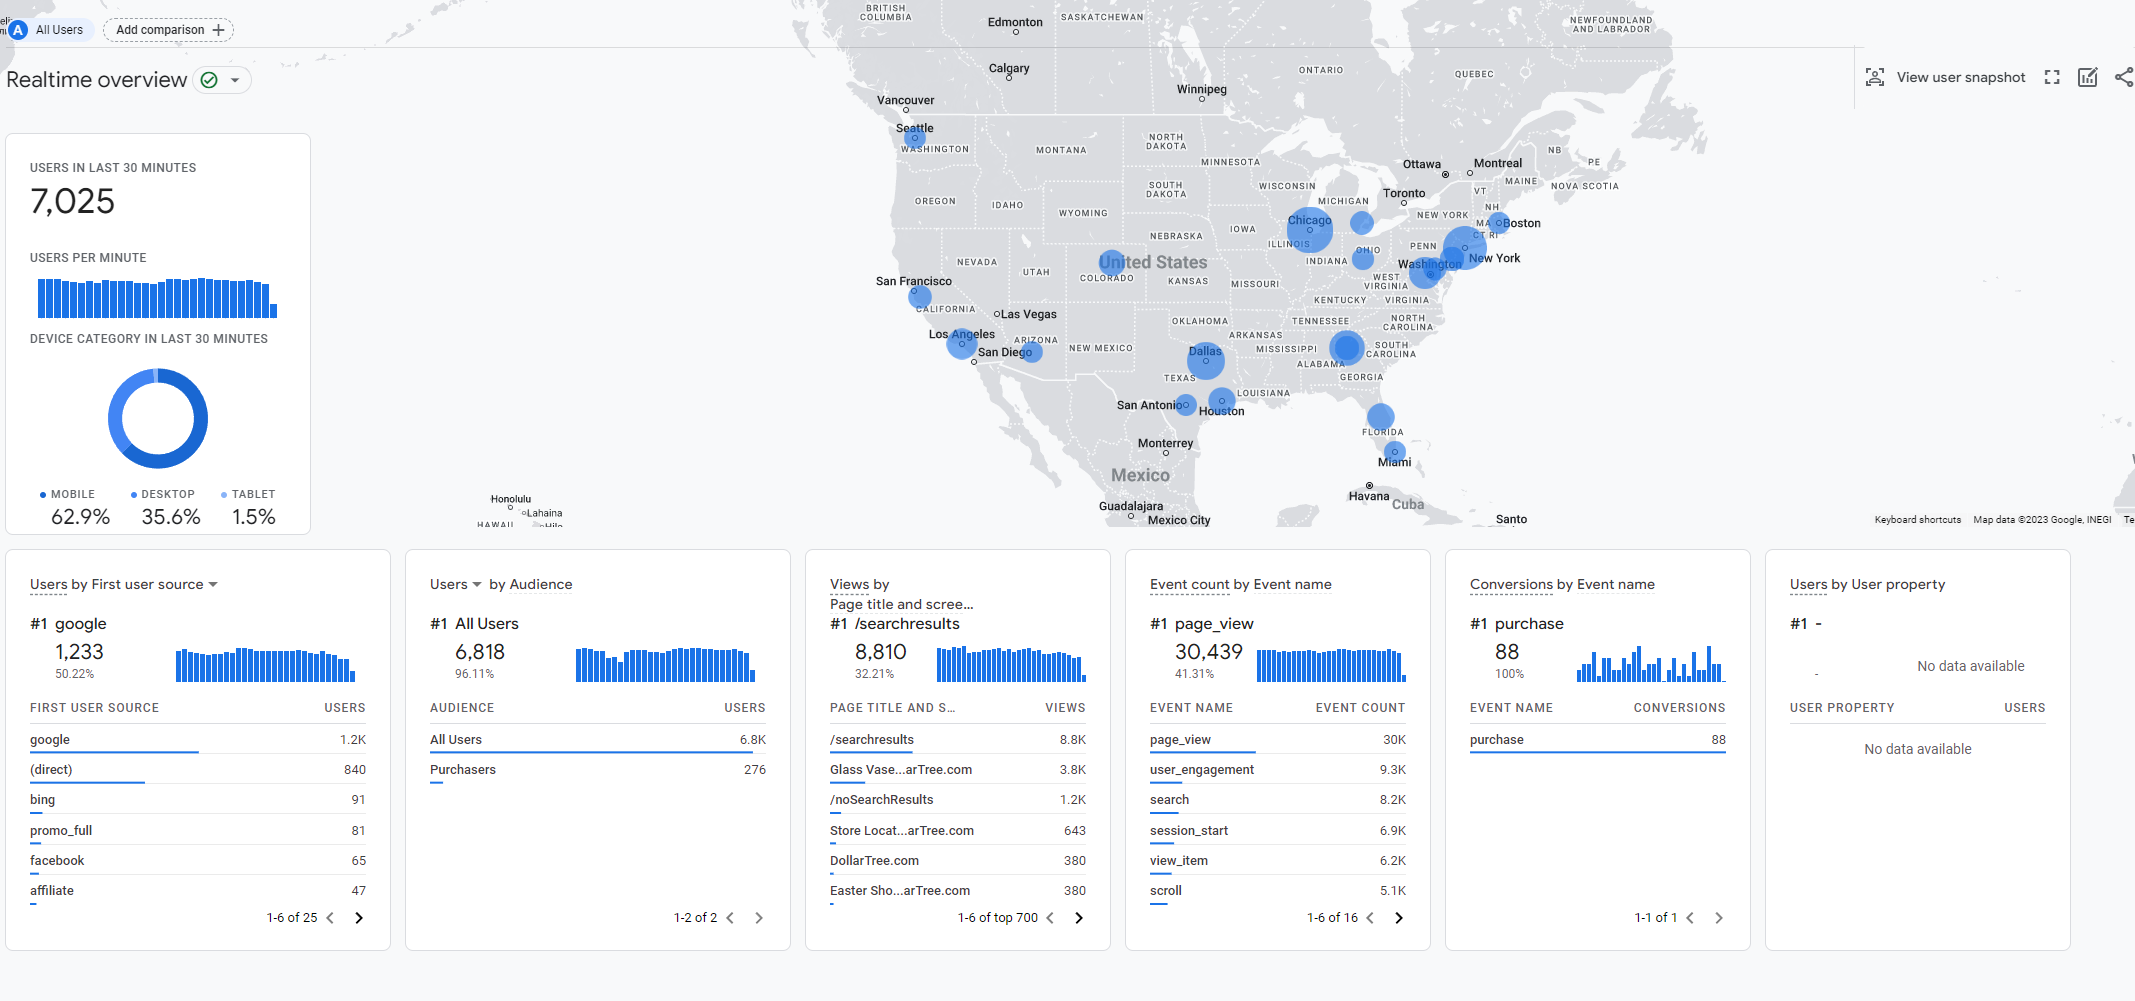 A All Users
Add comparison
Realtime overview
View user snapshot
USERS IN LAST 30 MINUTES
7,025
USERS PER MINUTE
DEVICE CATEGORY IN LAST 30 MINUTES
MOBILE
62.9%
DESKTOP
35.6%
TABLET
1.5%
BRITISH
COLUMBIA
Edmonton
SASKATCHEWAN
NEWFOUNDLAND
AND LABRADOR
Calgary
ONTARIO
QUEBEC
Winnipeg
Vancouver
Seattle
WASHINGTON
MONTANA
NORTH
DAKOTA
MINNESOTA
Ottawa
Montreal
NB
PE
MAINE
NOVA SCOTIA
SOUTH
DAKOTA
WISCONSIN
Toronto
VT
OREGON
IDAHO
WYOMING
MICHIGAN
NH
NEW YORK
MA
Boston
Chicago
IOWA
NEBRASKA
ILLINOIS
CT RI
PENN
OHIO
New York
NEVADA
UTAH
United States
COLORADO
KANSAS
MISSOURI
INDIANA
Washington
WEST
VIRGINIA
San Francisco
CALIFORNIA
KENTUCKY
VIRGINIA
Las Vegas
OKLAHOMA
TENNESSEE
NORTH
CAROLINA
Los Angeles
ARIZONA
NEW MEXICO
ARKANSAS
San Diego
Dallas
MISSISSIPPI
SOUTH
CAROLINA
ALABAMA
TEXAS
GEORGIA
LOUISIANA
San Antonio
Houston
FLORIDA
Monterrey
Miami
Mexico
Havana
Cuba
Honolulu
Lahaina
HAWAII
Hilo
Guadalajara
Mexico City
Santo
Keyboard shortcuts
Map data ©2023 Google, INEGI
Te
Users by First user source
#1 google
1,233
50.22%
FIRST USER SOURCE USERS
google 1.2K
(direct) 840
bing 91
promo_full 81
facebook 65
affiliate 47
1-6 of 25
Users by Audience
#1 All Users
6,818
96.11%
AUDIENCE USERS
All Users 6.8K
Purchasers 276
1-2 of 2
Views by
Page title and scree...
#1 /searchresults
8,810
32.21%
PAGE TITLE AND S... VIEWS
/searchresults 8.8K
Glass Vase...arTree.com 3.8K
/noSearchResults 1.2K
Store Locat...arTree.com 643
DollarTree.com 380
Easter Sho...arTree.com 380
1-6 of top 700
Event count by Event name
#1 page_view
30,439
41.31%
EVENT NAME EVENT COUNT
page_view 30K
user_engagement 9.3K
search 8.2K
session_start 6.9K
view_item 6.2K
scroll 5.1K
1-6 of 16
Conversions by Event name
#1 purchase
88
100%
EVENT NAME CONVERSIONS
purchase 88
1-1 of 1
Users by User property
#1 -
-
No data available
USER PROPERTY USERS
No data available